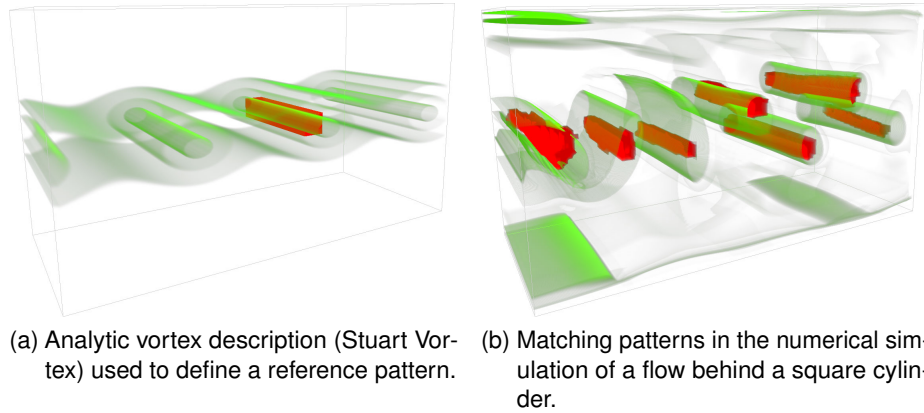 (a) Analytic vortex description (Stuart Vor-
tex) used to define a reference pattern.
(b) Matching patterns in the numerical sim-
ulation of a flow behind a square cylin-
der.